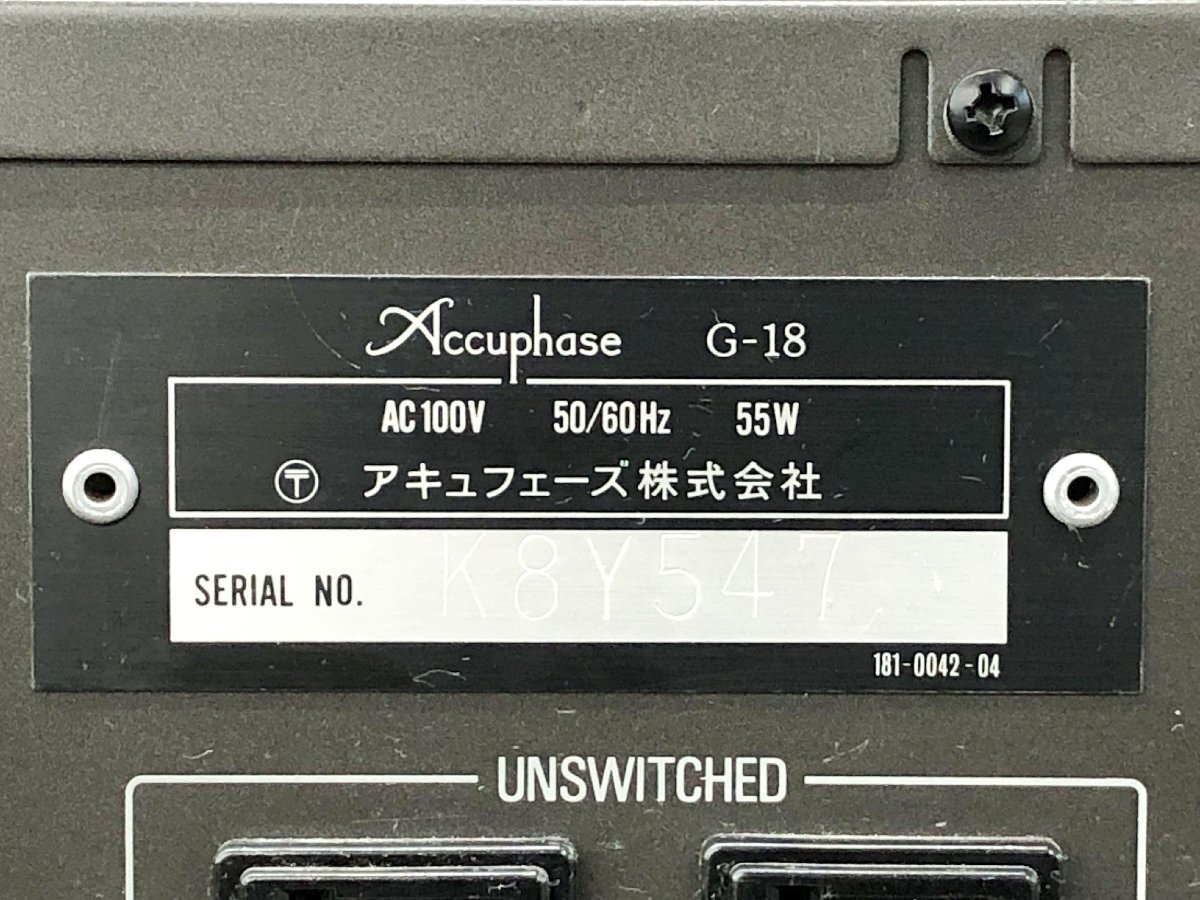 Accuphase G-18
AC100V 50/60Hz 55W
〒 アキュフェーズ株式会社
SERIAL NO. K8Y547
181-0042-04
UNSWITCHED